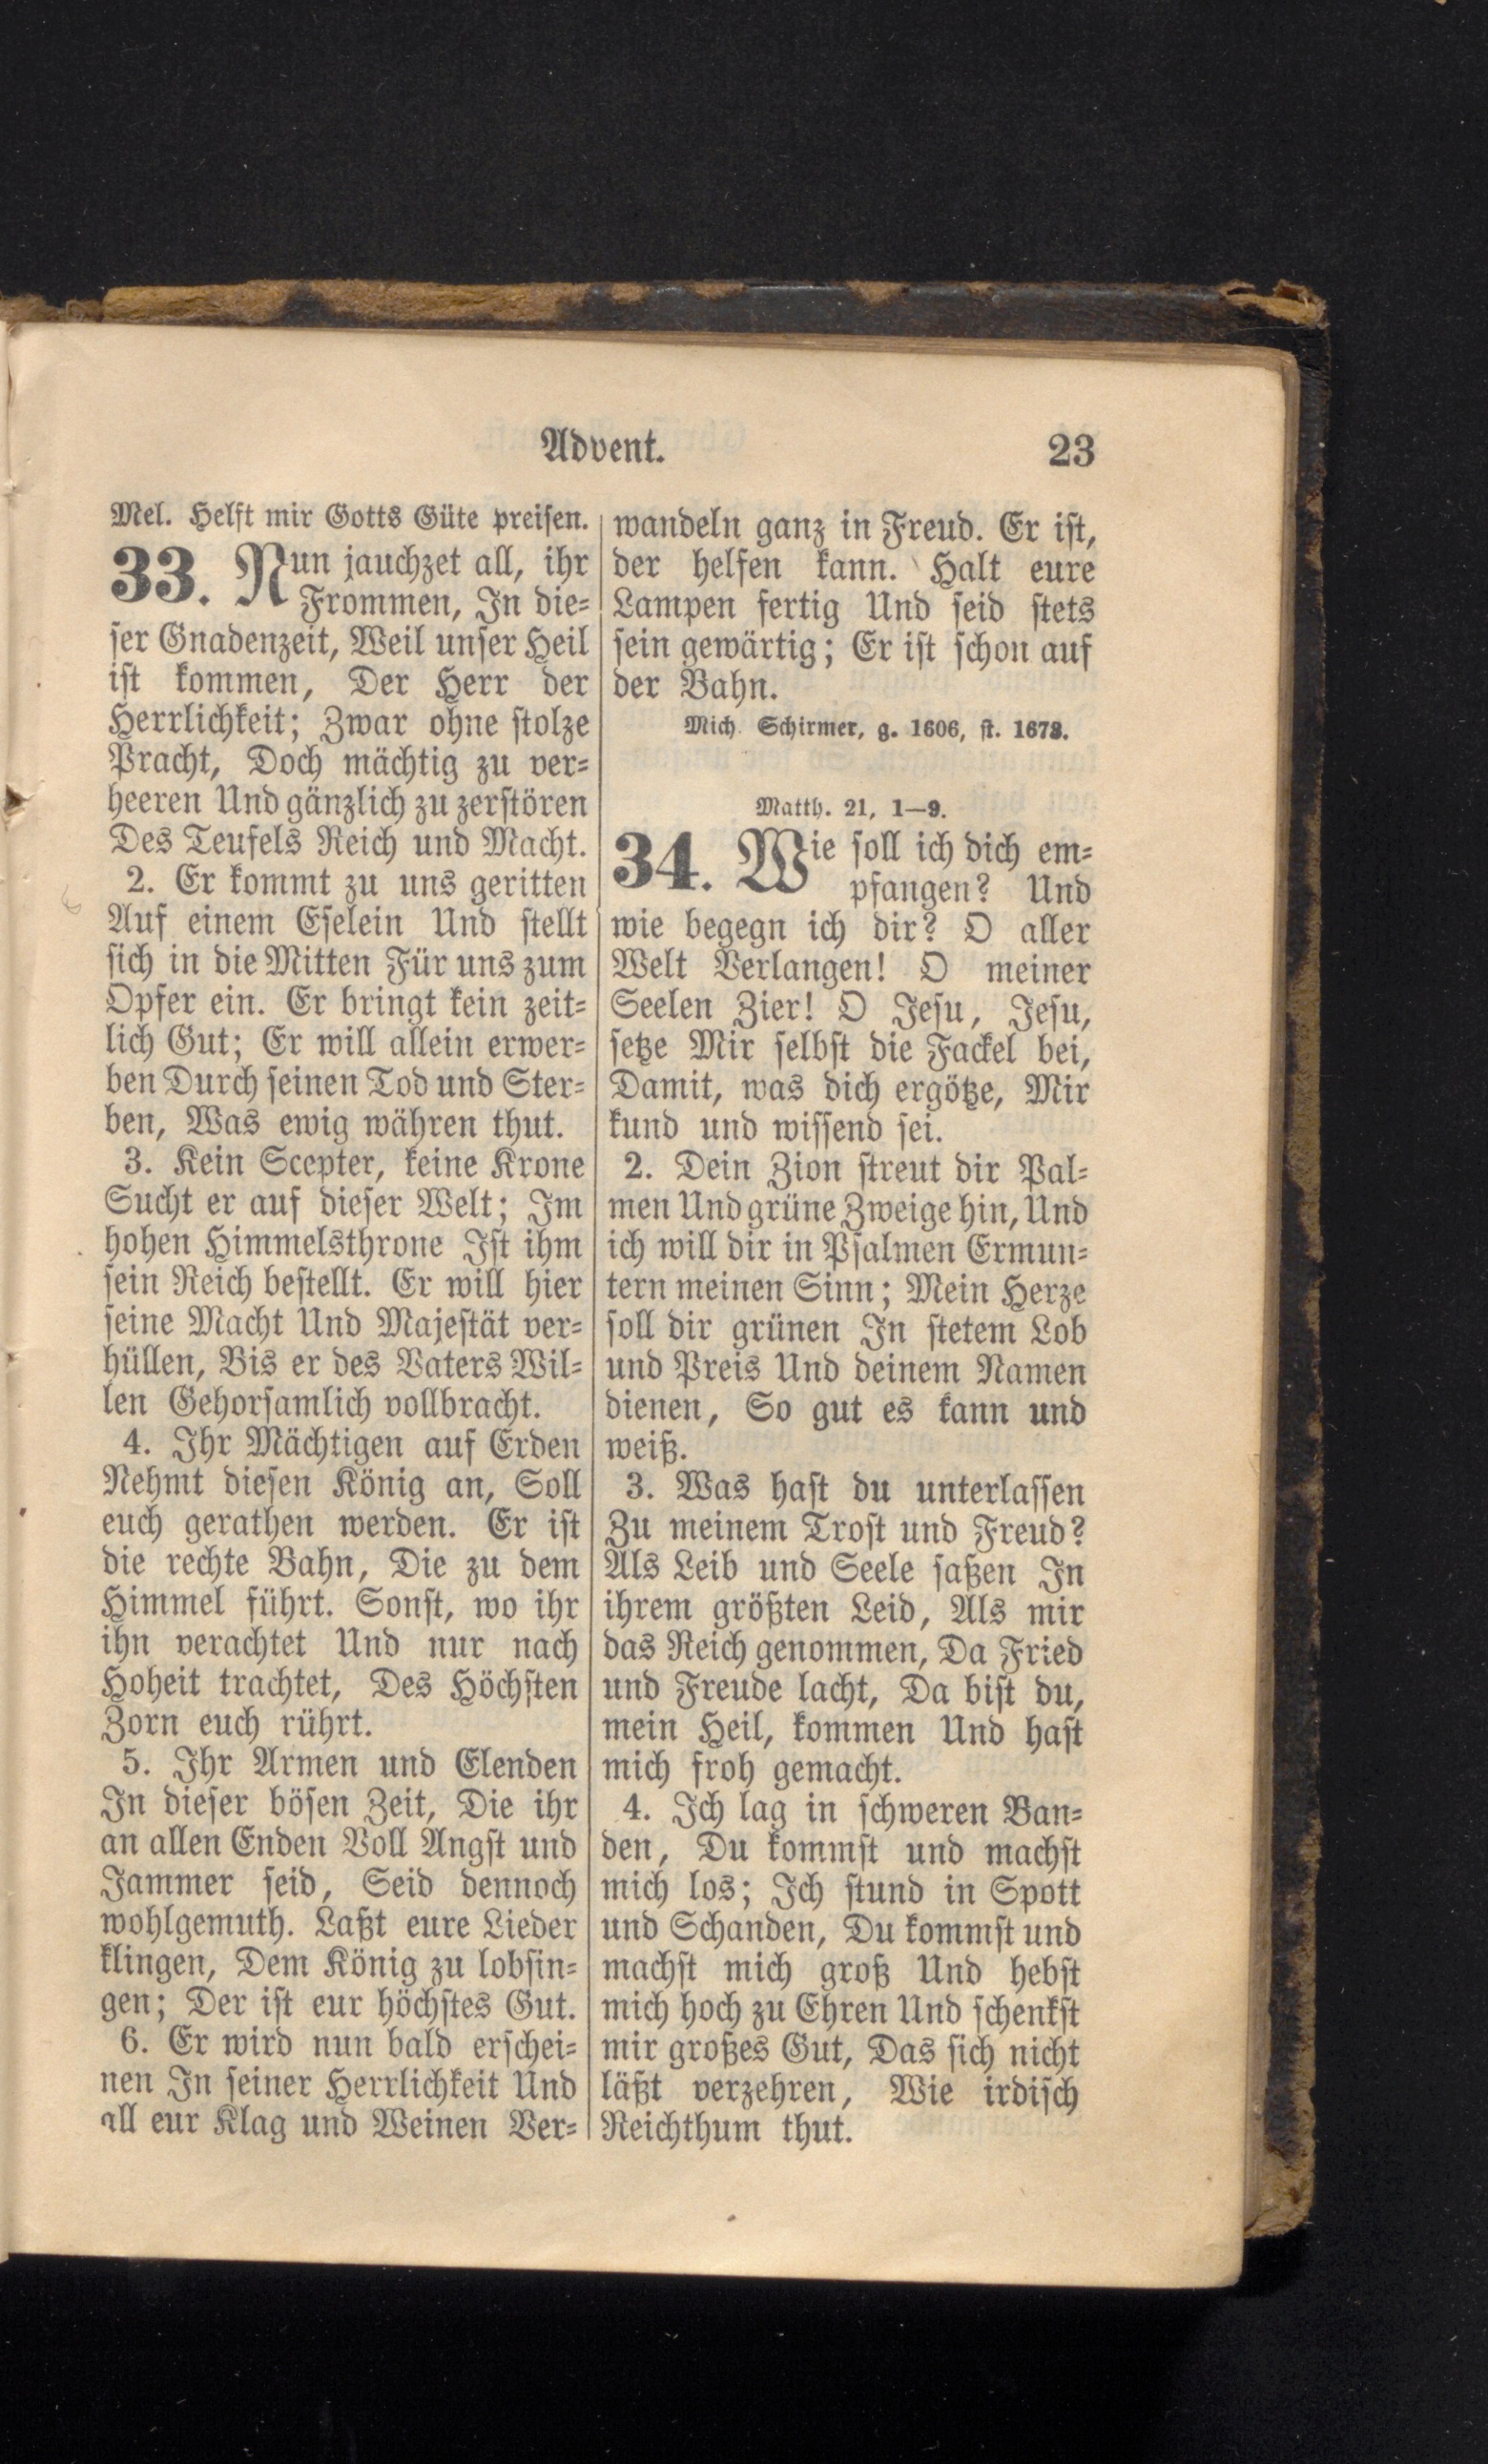 Advent. 23
Mel. Helft mir Gotts Güte preisen.
33. Nun jauchzet all, ihr
Frommen, In die-
ser Gnadenzeit, Weil unser Heil
ist kommen, Der Herr der
Herrlichkeit; Zwar ohne stolze
Pracht, Doch mächtig zu ver-
heeren Und gänzlich zu zerstören
Des Teufels Reich und Macht.
2. Er kommt zu uns geritten
Auf einem Eselein Und stellt
sich in die Mitten Für uns zum
Opfer ein. Er bringt kein zeit-
lich Gut; Er will allein erwer-
ben Durch seinen Tod und Ster-
ben, Was ewig währen thut.
3. Kein Scepter, keine Krone
Sucht er auf dieser Welt; Im
hohen Himmelsthrone Ist ihm
sein Reich bestellt. Er will hier
seine Macht Und Majestät ver-
hüllen, Bis er des Vaters Wil-
len Gehorsamlich vollbracht.
4. Ihr Mächtigen auf Erden
Nehmt diesen König an, Soll
euch gerathen werden. Er ist
die rechte Bahn, Die zu dem
Himmel führt. Sonst, wo ihr
ihn verachtet Und nur nach
Hoheit trachtet, Des Höchsten
Zorn euch rührt.
5. Ihr Armen und Elenden
In dieser bösen Zeit, Die ihr
an allen Enden Voll Angst und
Jammer seid, Seid dennoch
wohlgemuth. Laßt eure Lieder
klingen, Dem König zu lobsin-
gen; Der ist eur höchstes Gut.
6. Er wird nun bald erschei-
nen In seiner Herrlichkeit Und
all eur Klag und Weinen Ver-
wandeln ganz in Freud. Er ist,
der helfen kann. Halt eure
Lampen fertig Und seid stets
sein gewärtig; Er ist schon auf
der Bahn.
Mich. Schirmer, g. 1606, st. 1673.
Matth. 21, 1—9.
34. Wie soll ich dich em-
pfangen? Und
wie begegn ich dir? O aller
Welt Verlangen! O meiner
Seelen Zier! O Jesu, Jesu,
setze Mir selbst die Fackel bei,
Damit, was dich ergötze, Mir
kund und wissend sei.
2. Dein Zion streut dir Pal-
men Und grüne Zweige hin, Und
ich will dir in Psalmen Ermun-
tern meinen Sinn; Mein Herze
soll dir grünen In stetem Lob
und Preis Und deinem Namen
dienen, So gut es kann und
weiß.
3. Was hast du unterlassen
Zu meinem Trost und Freud?
Als Leib und Seele saßen In
ihrem größten Leid, Als mir
das Reich genommen, Da Fried
und Freude lacht, Da bist du,
mein Heil, kommen Und hast
mich froh gemacht.
4. Ich lag in schweren Ban-
den, Du kommst und machst
mich los; Ich stund in Spott
und Schanden, Du kommst und
machst mich groß Und hebst
mich hoch zu Ehren Und schenkst
mir großes Gut, Das sich nicht
läßt verzehren, Wie irdisch
Reichthum thut.